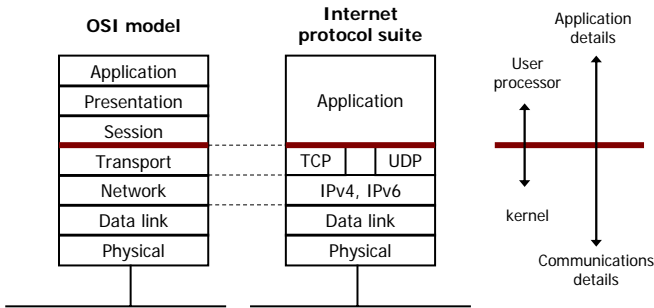 OSI model
Application
Presentation
Session
Transport
Network
Data link
Physical
Internet
protocol suite
Application
TCP
UDP
IPv4, IPv6
Data link
Physical
Application
details
User
processor
kernel
Communications
details